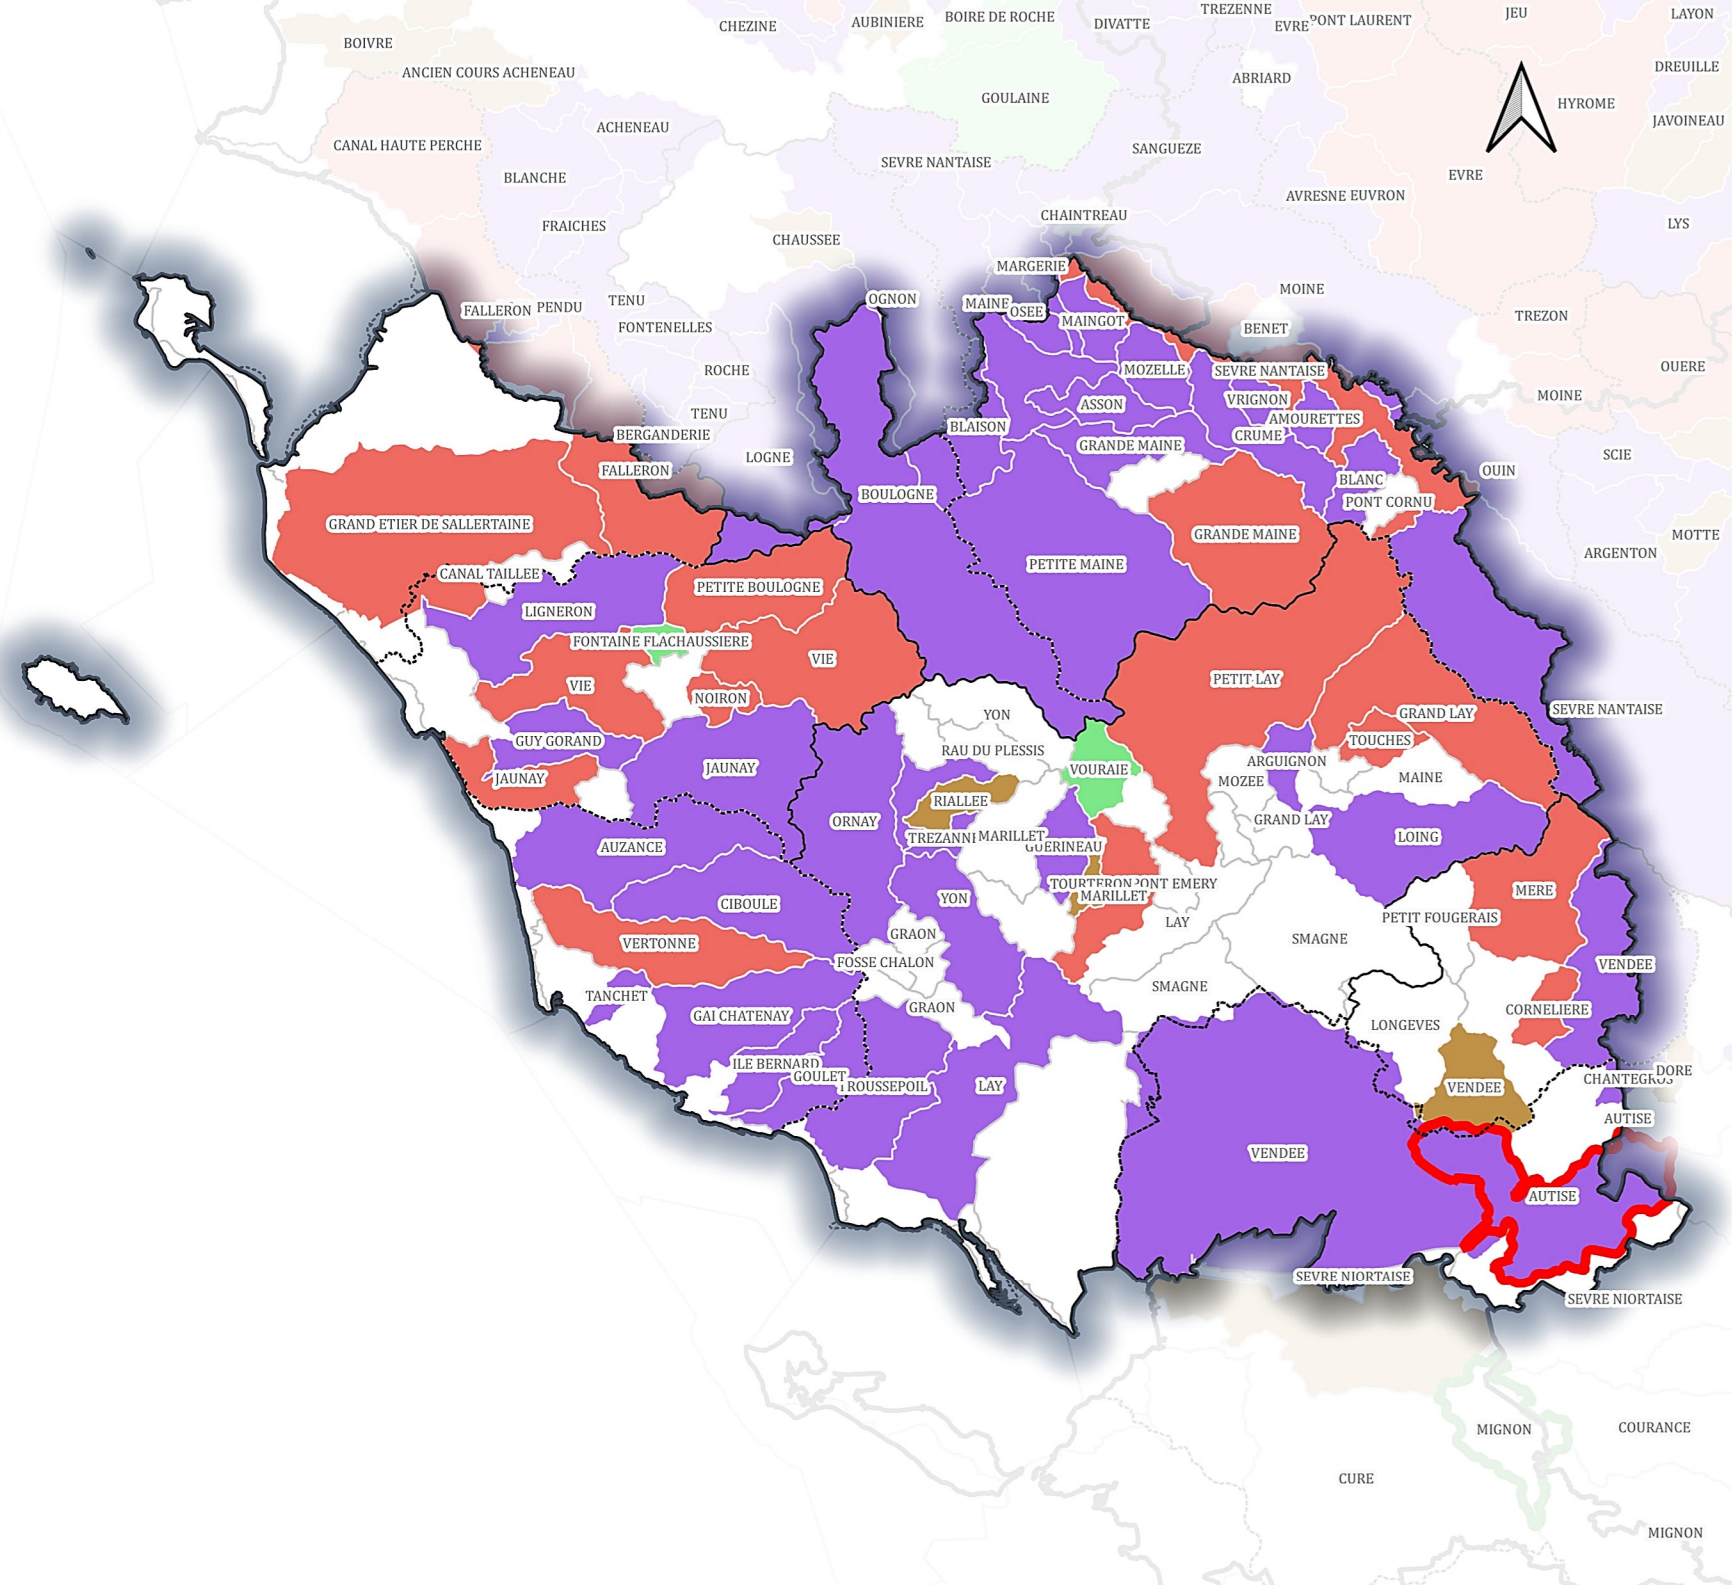 CHEZINE
AUBINIERE
BOIRE DE ROCHE
DIVATTE
TREZENNE
EVRE
PONT LAURENT
JEU
LAYON
BOIVRE
ANCIEN COURS ACHENEAU
GOULAINE
ABRIARD
DREUILLE
HYROME
JAVOINEAU
ACHENEAU
CANAL HAUTE PERCHE
SEVRE NANTAISE
SANGUEZE
BLANCHE
EVRE
AVRESNE EUVRON
FRAICHES
CHAUSSEE
CHAINTREAU
LYS
MARGERIE
MOINE
FALLERON
PENDU
TENU
OGNON
MAINE
OSEE
MAINGOT
FONTENELLES
BENET
TREZON
ROCHE
MOZELLE
SEVRE NANTAISE
OUERE
TENU
ASSON
VRIGNON
MOINE
BERGANDERIE
BLAISON
GRANDE MAINE
AMOURETTES
CRUME
LOGNE
FALLERON
SCIE
OUIN
BLANC
BOULOGNE
PONT CORNU
GRAND ETIER DE SALLERTAINE
GRANDE MAINE
MOTTE
ARGENTON
CANAL TAILLEE
PETITE MAINE
PETITE BOULOGNE
LIGNERON
FONTAINE FLACHAUSSIERE
VIE
VIE
PETIT LAY
NOIRON
SEVRE NANTAISE
YON
GRAND LAY
GUY GORAND
RAU DU PLESSIS
TOUCHES
JAUNAY
JAUNAY
VOURAIE
ARGUIGNON
MOZEE
MAINE
RIALLEE
ORNAY
GRAND LAY
TREZANN
MARILLET
GUERINEAU
LOING
AUZANCE
TOURTERON
PONT EMERY
MARILLET
MERE
CIBOULE
YON
PETIT FOUGERAIS
LAY
GRAON
VERTONNE
SMAGNE
FOSSE CHALON
VENDEE
TANCHET
SMAGNE
GRAON
CORNELIERE
GAI CHATENAY
LONGEVES
ILE BERNARD
GOULET
TROUSSEPOIL
LAY
VENDEE
CHANTEGROS
DORE
AUTISE
VENDEE
AUTISE
SEVRE NIORTAISE
SEVRE NIORTAISE
MIGNON
COURANCE
CURE
MIGNON